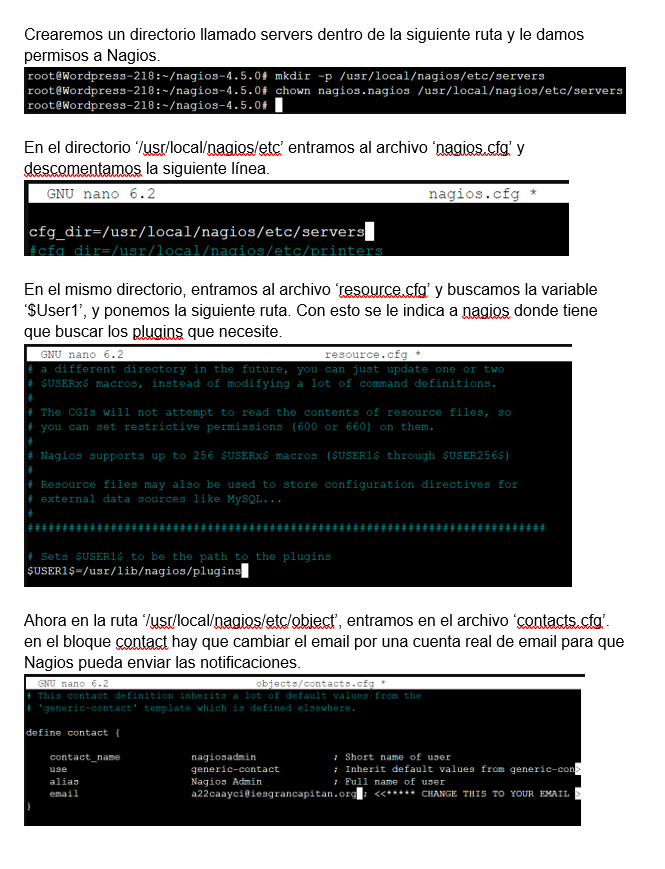 Crearemos un directorio llamado servers dentro de la siguiente ruta y le damos
permisos a Nagios.
root@Wordpress-218:~/nagios-4.5.0# mkdir -p /usr/local/nagios/etc/servers
root@Wordpress-218:~/nagios-4.5.0# chown nagios.nagios /usr/local/nagios/etc/servers
root@Wordpress-218:~/nagios-4.5.0#
En el directorio ‘/usr/local/nagios/etc’ entramos al archivo ‘nagios.cfg’ y
descomentamos la siguiente línea.
GNU nano 6.2 nagios.cfg *
cfg_dir=/usr/local/nagios/etc/servers
#cfg_dir=/usr/local/nagios/etc/printers
En el mismo directorio, entramos al archivo ‘resource.cfg’ y buscamos la variable
‘$User1’, y ponemos la siguiente ruta. Con esto se le indica a nagios donde tiene
que buscar los plugins que necesite.
GNU nano 6.2 resource.cfg *
# a different directory in the future, you can just update one or two
# $USERx$ macros, instead of modifying a lot of command definitions.
#
# The CGIs will not attempt to read the contents of resource files, so
# you can set restrictive permissions (600 or 660) on them.
#
# Nagios supports up to 256 $USERx$ macros ($USER1$ through $USER256$)
#
# Resource files may also be used to store configuration directives for
# external data sources like MySQL...
#
###########################################################################
# Sets $USER1$ to be the path to the plugins
$USER1$=/usr/lib/nagios/plugins
Ahora en la ruta ‘/usr/local/nagios/etc/object’, entramos en el archivo ‘contacts.cfg’.
en el bloque contact hay que cambiar el email por una cuenta real de email para que
Nagios pueda enviar las notificaciones.
GNU nano 6.2 objects/contacts.cfg *
# This contact definition inherits a lot of default values from the
# 'generic-contact' template which is defined elsewhere.
define contact {
contact_name nagiosadmin ; Short name of user
use generic-contact ; Inherit default values from generic-con>
alias Nagios Admin ; Full name of user
email a22caayci@iesgrancapitan.org ; <<***** CHANGE THIS TO YOUR EMAIL >
}